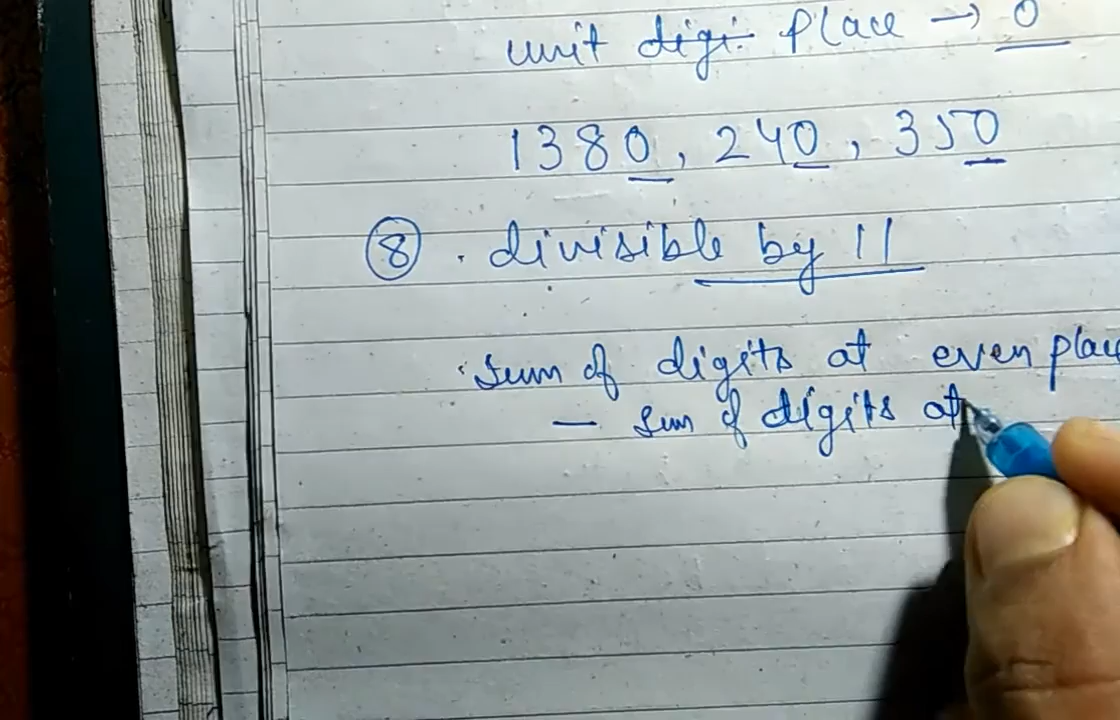 unit digi place → 0
1380, 240, 350
8 . divisible by 11
sum of digits at even plac
— sum of digits at